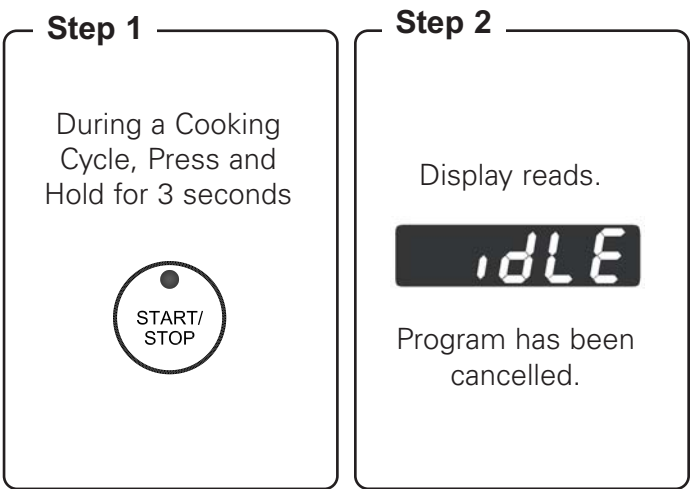 Step 1
During a Cooking
Cycle, Press and
Hold for 3 seconds
START/
STOP
Step 2
Display reads.
idLE
Program has been
cancelled.